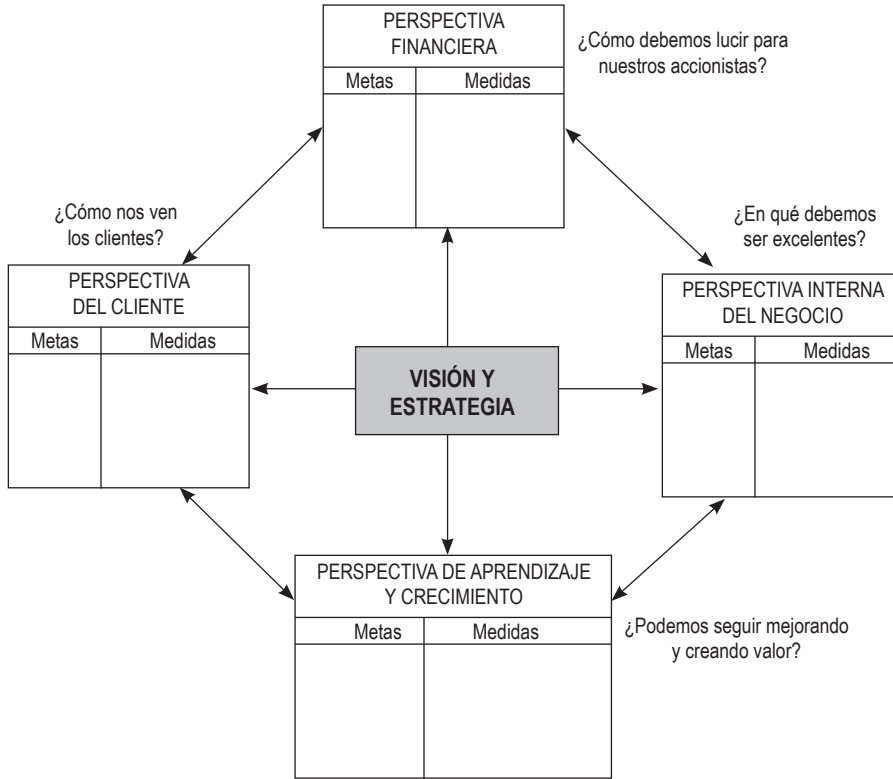 PERSPECTIVA
FINANCIERA
Metas Medidas
¿Cómo debemos lucir para
nuestros accionistas?
¿Cómo nos ven
los clientes?
PERSPECTIVA
DEL CLIENTE
Metas Medidas
¿En qué debemos
ser excelentes?
PERSPECTIVA INTERNA
DEL NEGOCIO
Metas Medidas
VISIÓN Y
ESTRATEGIA
PERSPECTIVA DE APRENDIZAJE
Y CRECIMIENTO
Metas Medidas
¿Podemos seguir mejorando
y creando valor?